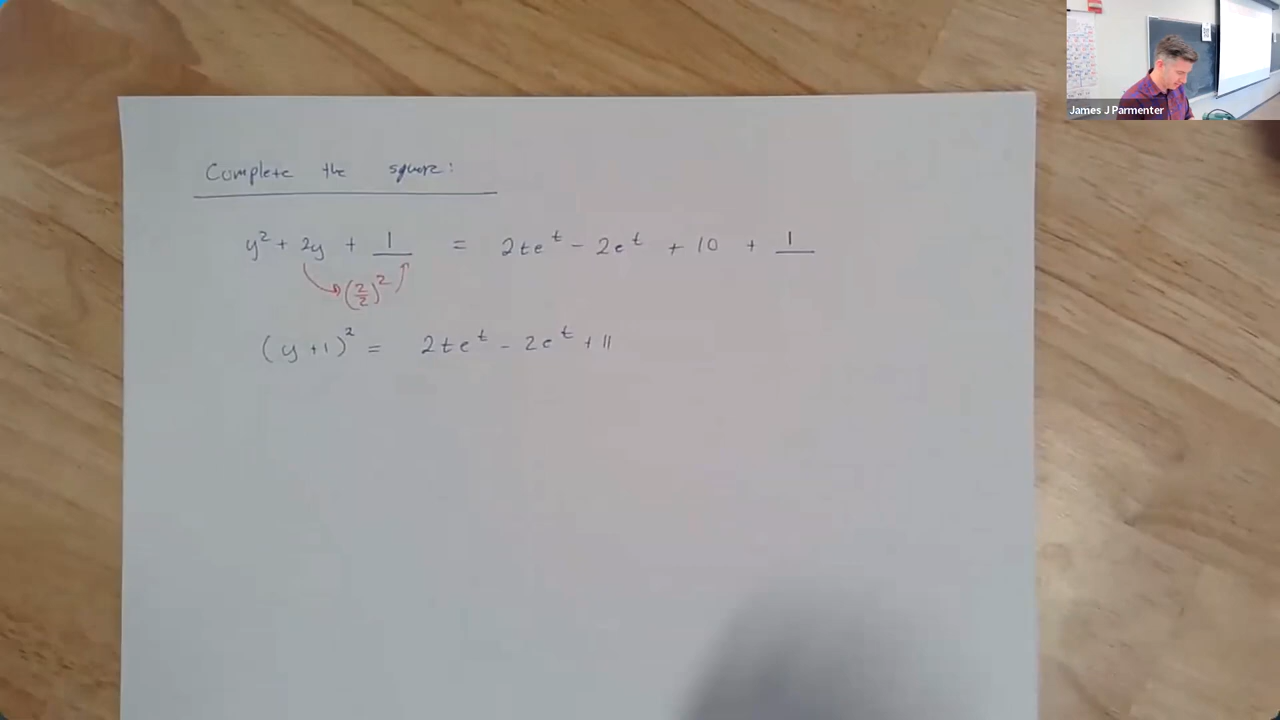 Complete the square:
y² + 2y + 1 = 2te^t - 2e^t + 10 + 1
(2/2)²
(y + 1)² = 2te^t - 2e^t + 11
James J Parmenter